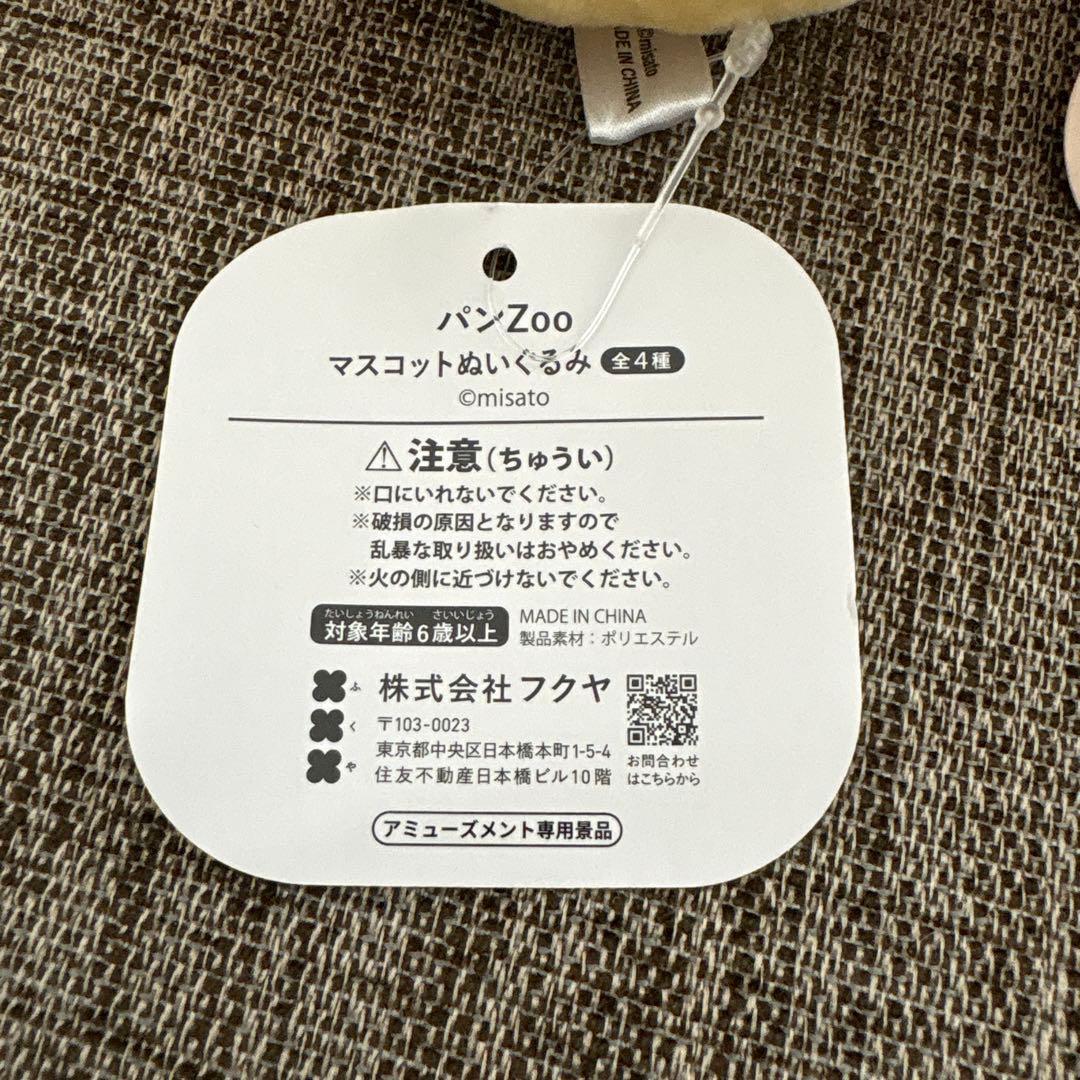 ©misato
MADE IN CHINA
パンZoo
マスコットぬいぐるみ 全4種
©misato
⚠注意(ちゅうい)
※口にいれないでください。
※破損の原因となりますので
乱暴な取り扱いはおやめください。
※火の側に近づけないでください。
たいしょうねんれい さいいじょう
対象年齢6歳以上
MADE IN CHINA
製品素材：ポリエステル
ふくや
株式会社フクヤ
〒103-0023
東京都中央区日本橋本町1-5-4
住友不動産日本橋ビル10階
お問合わせ
はこちらから
アミューズメント専用景品